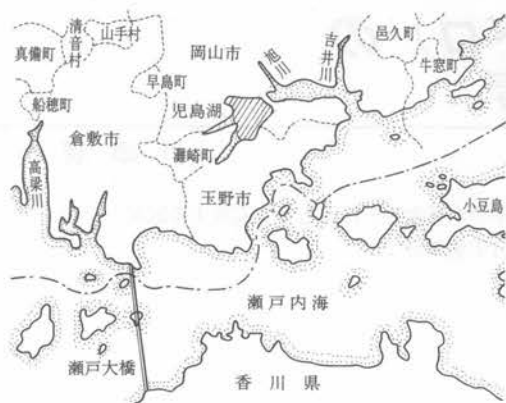 真備町
清音村
山手村
岡山市
旭川
吉井川
邑久町
牛窓町
早島町
船穂町
児島湖
倉敷市
灘崎町
高梁川
玉野市
小豆島
瀬戸内海
瀬戸大橋
香川県